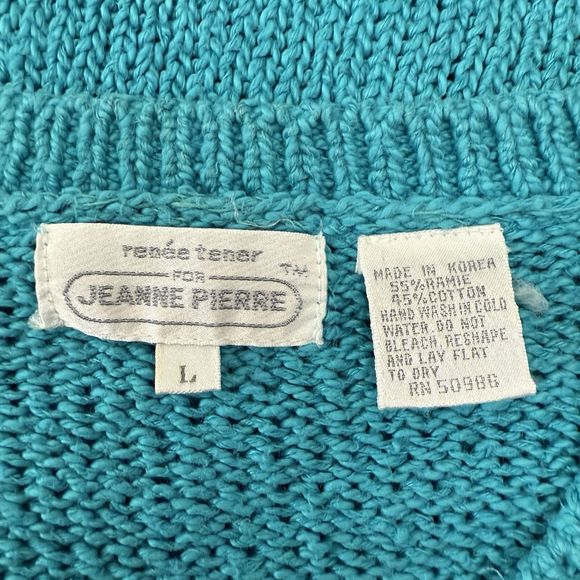 renée tener
FOR
JEANNE PIERRE
TM
L
MADE IN KOREA
55% RAMIE
45% COTTON
HAND WASH IN COLD
WATER. DO NOT
BLEACH, RESHAPE
AND LAY FLAT
TO DRY
RN 50986